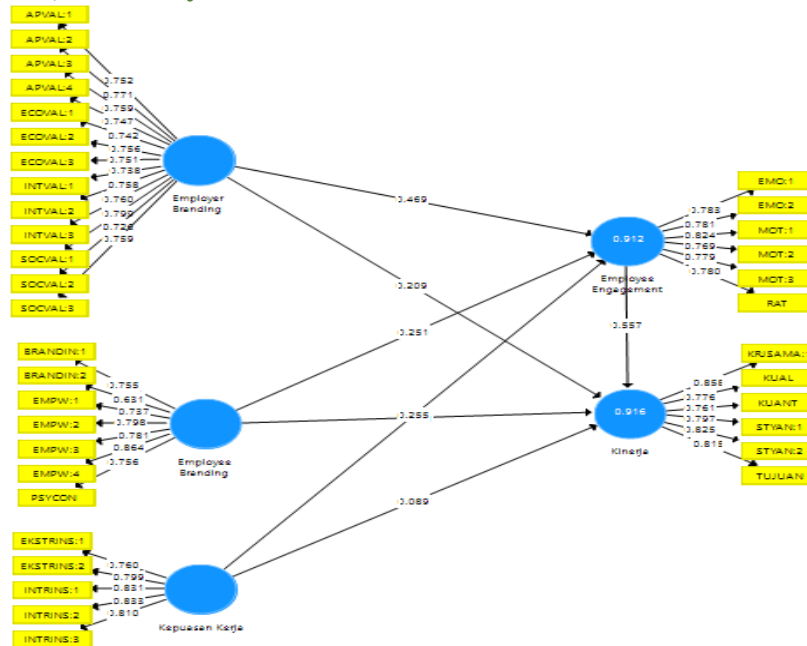 APVAL:1
APVAL:2
APVAL:3
APVAL:4
ECOVAL:1
ECOVAL:2
ECOVAL:3
INTVAL:1
INTVAL:2
INTVAL:3
SOCVAL:1
SOCVAL:2
SOCVAL:3
0.752
0.771
0.759
0.747
0.742
0.756
0.751
0.738
0.758
0.760
0.799
0.726
0.759
Employer
Branding
BRANDIN:1
BRANDIN:2
EMPW:1
EMPW:2
EMPW:3
EMPW:4
PSYCON
0.755
0.631
0.737
0.798
0.781
0.864
0.756
Employee
Branding
EKSTRINS:1
EKSTRINS:2
INTRINS:1
INTRINS:2
INTRINS:3
0.760
0.799
0.831
0.833
0.810
Kepuasan Kerja
0.469
0.209
0.251
0.255
0.089
0.557
0.912
Employee
Engagement
0.783
0.781
0.824
0.769
0.779
0.780
EMO:1
EMO:2
MOT:1
MOT:2
MOT:3
RAT
0.916
Kinerja
0.776
0.761
0.797
0.825
KUAL
KUANT
STYAN:1
STYAN:2
TUJUAN